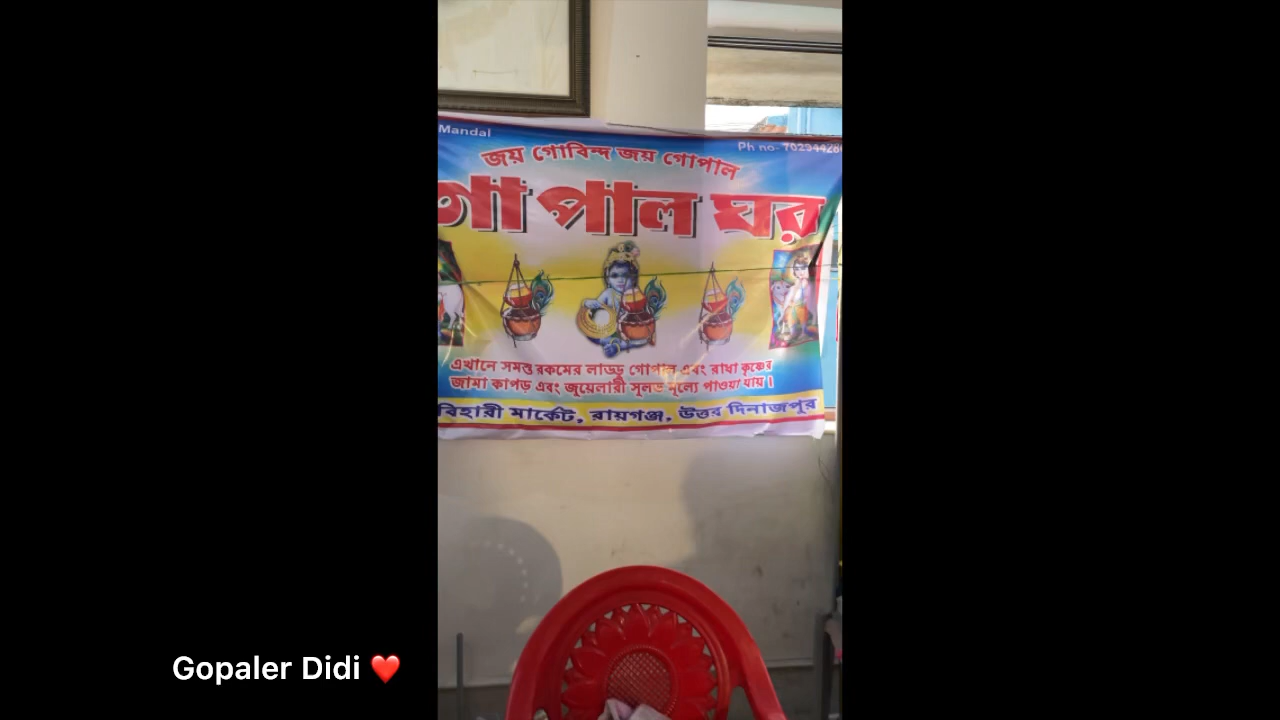 Mandal
Ph no- 70234428
জয় গোবিন্দ জয় গোপাল
গোপাল ঘর
এখানে সমস্ত রকমের লাড্ডু গোপাল এবং রাধা কৃষ্ণের
জামা কাপড় এবং জুয়েলারী সুলভ মূল্যে পাওয়া যায়।
বিহারী মার্কেট, রায়গঞ্জ, উত্তর দিনাজপুর
Gopaler Didi ❤️